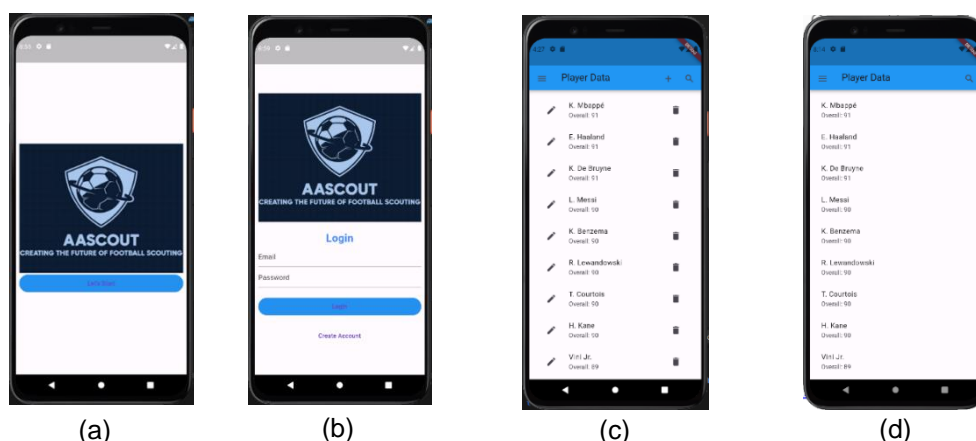 AASCOUT
CREATING THE FUTURE OF FOOTBALL SCOUTING
Let's Start
(a)
AASCOUT
CREATING THE FUTURE OF FOOTBALL SCOUTING
Login
Email
Password
Login
Create Account
(b)
4:27
Player Data
K. Mbappé
Overall: 91
E. Haaland
Overall: 91
K. De Bruyne
Overall: 91
L. Messi
Overall: 90
K. Benzema
Overall: 90
R. Lewandowski
Overall: 90
T. Courtois
Overall: 90
H. Kane
Overall: 90
Vini Jr.
Overall: 89
(c)
Player Data
K. Mbappé
Overall: 91
E. Haaland
Overall: 91
K. De Bruyne
Overall: 91
L. Messi
Overall: 90
K. Benzema
Overall: 90
R. Lewandowski
Overall: 90
T. Courtois
Overall: 90
H. Kane
Overall: 90
Vini Jr.
Overall: 89
(d)